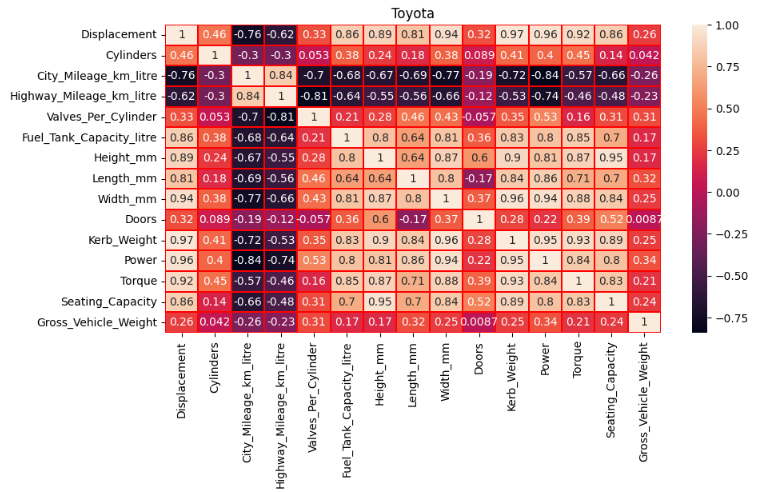 Toyota
Displacement 1 0.46 -0.76 -0.62 0.33 0.86 0.89 0.81 0.94 0.32 0.97 0.96 0.92 0.86 0.26
Cylinders 0.46 1 -0.3 -0.3 0.053 0.38 0.24 0.18 0.38 0.089 0.41 0.4 0.45 0.14 0.042
City_Mileage_km_litre -0.76 -0.3 1 0.84 -0.7 -0.68 -0.67 -0.69 -0.77 -0.19 -0.72 -0.84 -0.57 -0.66 -0.26
Highway_Mileage_km_litre -0.62 -0.3 0.84 1 -0.81 -0.64 -0.55 -0.56 -0.66 -0.12 -0.53 -0.74 -0.46 -0.48 -0.23
Valves_Per_Cylinder 0.33 0.053 -0.7 -0.81 1 0.21 0.28 0.46 0.43 -0.057 0.35 0.53 0.16 0.31 0.31
Fuel_Tank_Capacity_litre 0.86 0.38 -0.68 -0.64 0.21 1 0.8 0.64 0.81 0.36 0.83 0.8 0.85 0.7 0.17
Height_mm 0.89 0.24 -0.67 -0.55 0.28 0.8 1 0.64 0.87 0.6 0.9 0.81 0.87 0.95 0.17
Length_mm 0.81 0.18 -0.69 -0.56 0.46 0.64 0.64 1 0.8 -0.17 0.84 0.86 0.71 0.7 0.32
Width_mm 0.94 0.38 -0.77 -0.66 0.43 0.81 0.87 0.8 1 0.37 0.96 0.94 0.88 0.84 0.25
Doors 0.32 0.089 -0.19 -0.12 -0.057 0.36 0.6 -0.17 0.37 1 0.28 0.22 0.39 0.52 0.0087
Kerb_Weight 0.97 0.41 -0.72 -0.53 0.35 0.83 0.9 0.84 0.96 0.28 1 0.95 0.93 0.89 0.25
Power 0.96 0.4 -0.84 -0.74 0.53 0.8 0.81 0.86 0.94 0.22 0.95 1 0.84 0.8 0.34
Torque 0.92 0.45 -0.57 -0.46 0.16 0.85 0.87 0.71 0.88 0.39 0.93 0.84 1 0.83 0.21
Seating_Capacity 0.86 0.14 -0.66 -0.48 0.31 0.7 0.95 0.7 0.84 0.52 0.89 0.8 0.83 1 0.24
Gross_Vehicle_Weight 0.26 0.042 -0.26 -0.23 0.31 0.17 0.17 0.32 0.25 0.0087 0.25 0.34 0.21 0.24 1
Displacement
Cylinders
City_Mileage_km_litre
Highway_Mileage_km_litre
Valves_Per_Cylinder
Fuel_Tank_Capacity_litre
Height_mm
Length_mm
Width_mm
Doors
Kerb_Weight
Power
Torque
Seating_Capacity
Gross_Vehicle_Weight
1.00
0.75
0.50
0.25
0.00
-0.25
-0.50
-0.75